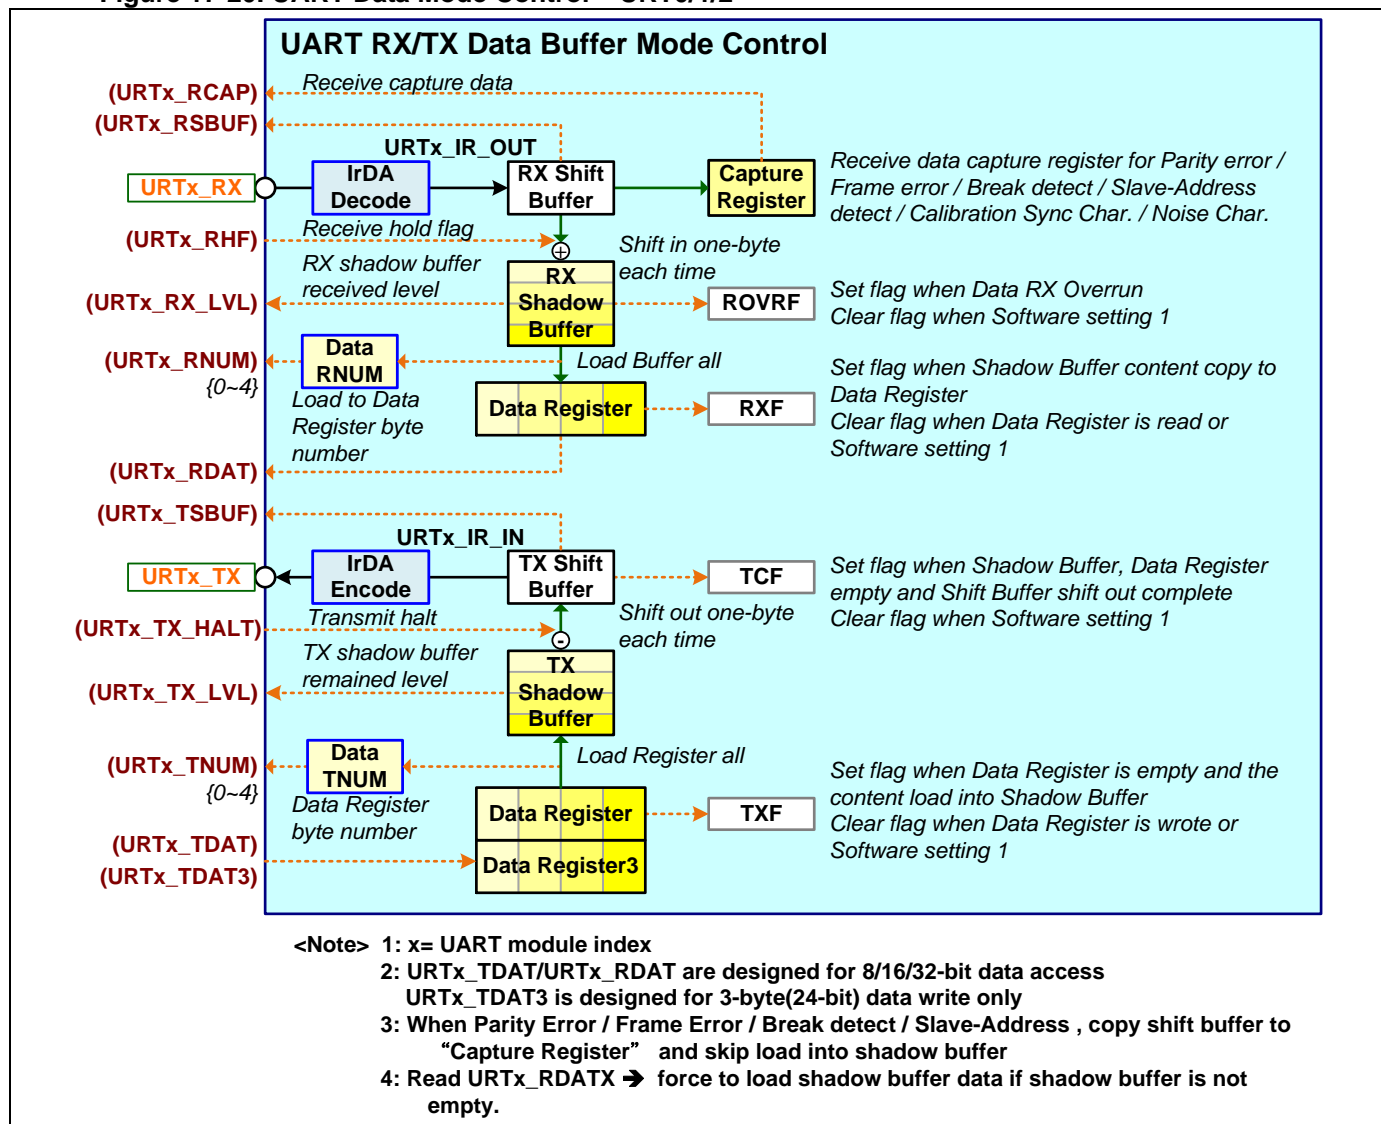 UART RX/TX Data Buffer Mode Control
(URTx_RCAP)
Receive capture data
(URTx_RSBUF)
URTx_IR_OUT
URTx_RX
IrDA
Decode
RX Shift
Buffer
Capture
Register
Receive data capture register for Parity error /
Frame error / Break detect / Slave-Address
detect / Calibration Sync Char. / Noise Char.
(URTx_RHF)
Receive hold flag
+
Shift in one-byte
each time
RX shadow buffer
received level
(URTx_RX_LVL)
RX
Shadow
Buffer
ROVRF
Set flag when Data RX Overrun
Clear flag when Software setting 1
(URTx_RNUM)
{0~4}
Data
RNUM
Load Buffer all
Load to Data
Register byte
number
Data Register
RXF
Set flag when Shadow Buffer content copy to
Data Register
Clear flag when Data Register is read or
Software setting 1
(URTx_RDAT)
(URTx_TSBUF)
URTx_IR_IN
URTx_TX
IrDA
Encode
TX Shift
Buffer
TCF
Set flag when Shadow Buffer, Data Register
empty and Shift Buffer shift out complete
Clear flag when Software setting 1
(URTx_TX_HALT)
Transmit halt
-
Shift out one-byte
each time
TX shadow buffer
remained level
(URTx_TX_LVL)
TX
Shadow
Buffer
(URTx_TNUM)
{0~4}
Data
TNUM
Load Register all
Data Register
byte number
Data Register
TXF
Set flag when Data Register is empty and the
content load into Shadow Buffer
Clear flag when Data Register is wrote or
Software setting 1
(URTx_TDAT)
(URTx_TDAT3)
Data Register3
<Note> 1: x= UART module index
2: URTx_TDAT/URTx_RDAT are designed for 8/16/32-bit data access
URTx_TDAT3 is designed for 3-byte(24-bit) data write only
3: When Parity Error / Frame Error / Break detect / Slave-Address , copy shift buffer to
“Capture Register” and skip load into shadow buffer
4: Read URTx_RDATX ➔ force to load shadow buffer data if shadow buffer is not
empty.